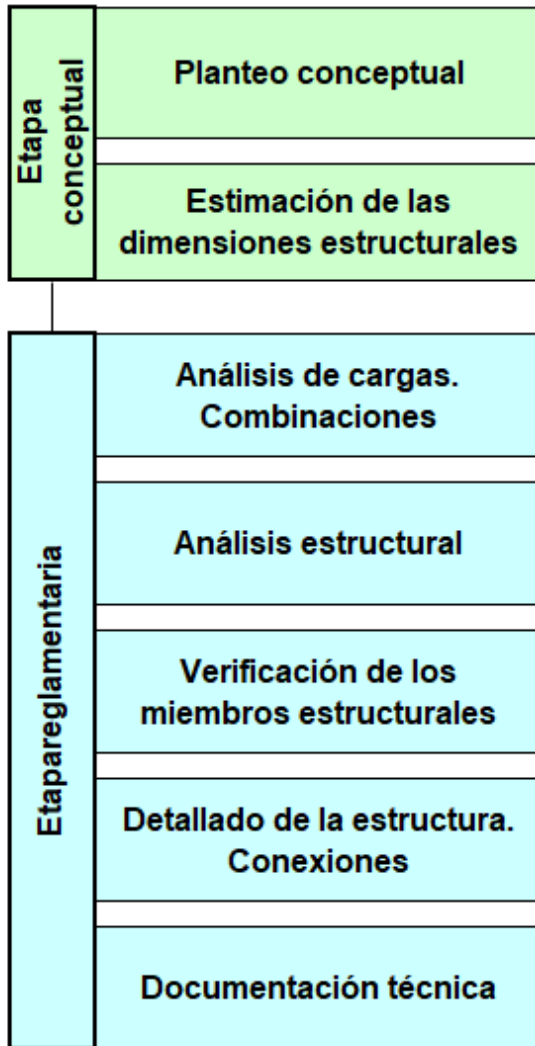 Etapa
conceptual
Planteo conceptual
Estimación de las
dimensiones estructurales
Etapareglamentaria
Análisis de cargas.
Combinaciones
Análisis estructural
Verificación de los
miembros estructurales
Detallado de la estructura.
Conexiones
Documentación técnica